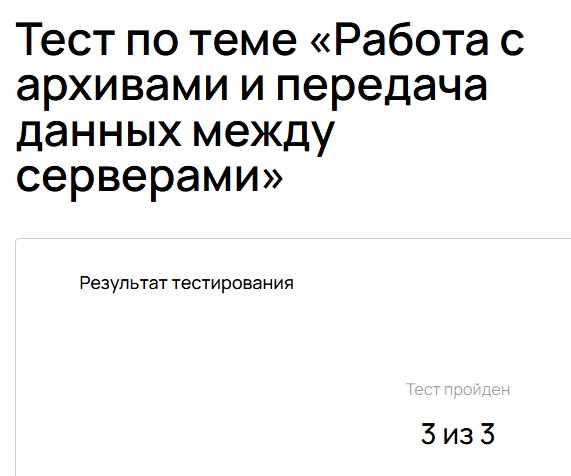 Тест по теме «Работа с
архивами и передача
данных между
серверами»
Результат тестирования
Тест пройден
3 из 3